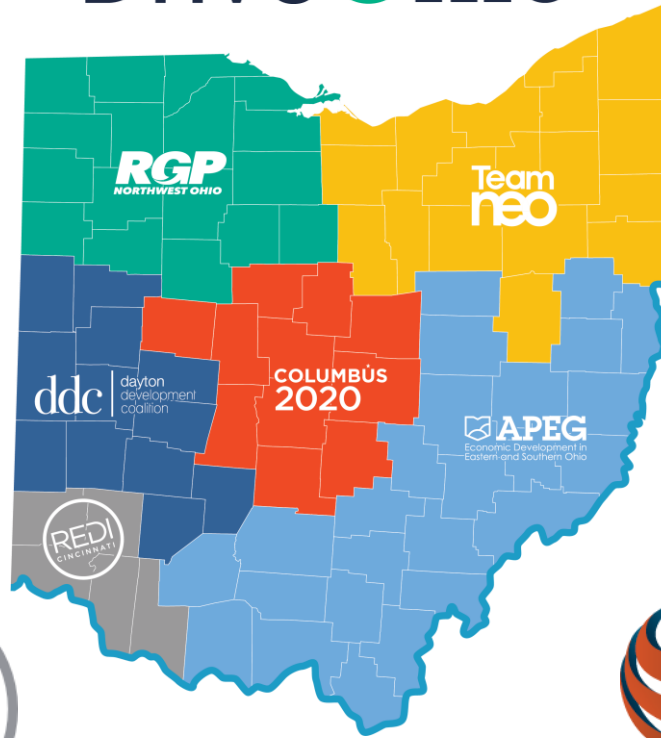 RGP
NORTHWEST OHIO
Team
neo
ddc
dayton
development
coalition
COLUMBUS
2020
APEG
Economic Development in
Eastern and Southern Ohio
REDI
CINCINNATI